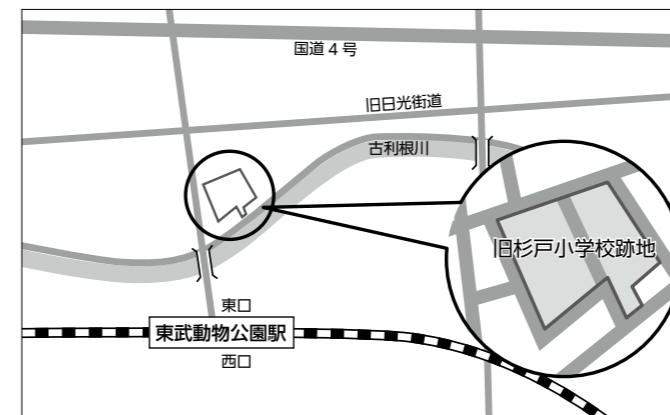 国道4号
旧日光街道
古利根川
旧杉戸小学校跡地
東口
東武動物公園駅
西口